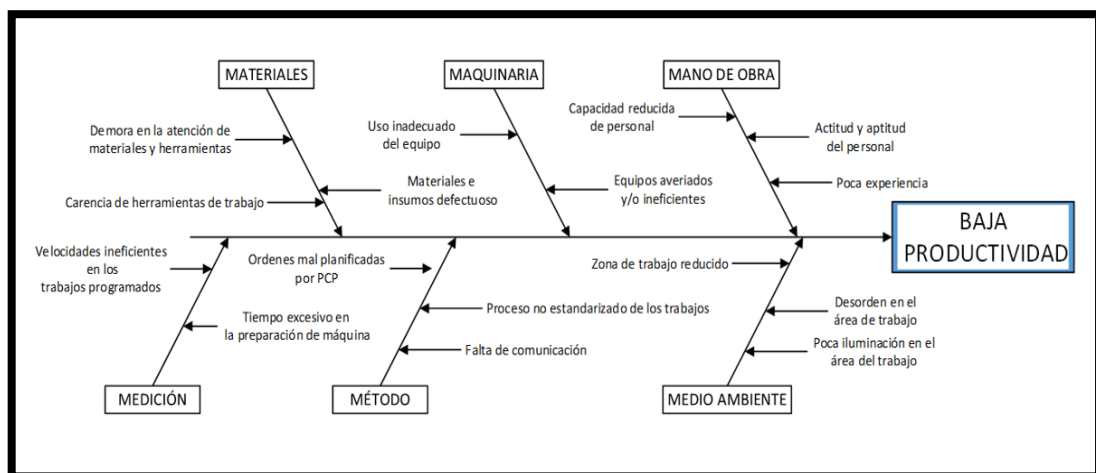 MATERIALES
MAQUINARIA
MANO DE OBRA
Demora en la atención de
materiales y herramientas
Materiales e
insumos defectuoso
Carencia de herramientas de trabajo
Uso inadecuado
del equipo
Equipos averiados
y/o ineficientes
Capacidad reducida
de personal
Actitud y aptitud
del personal
Poca experiencia
BAJA
PRODUCTIVIDAD
Velocidades ineficientes
en los
trabajos programados
Tiempo excesivo en
la preparación de máquina
Ordenes mal planificadas
por PCP
Proceso no estandarizado de los trabajos
Falta de comunicación
Zona de trabajo reducido
Desorden en el
área de trabajo
Poca iluminación en el
área del trabajo
MEDICIÓN
MÉTODO
MEDIO AMBIENTE